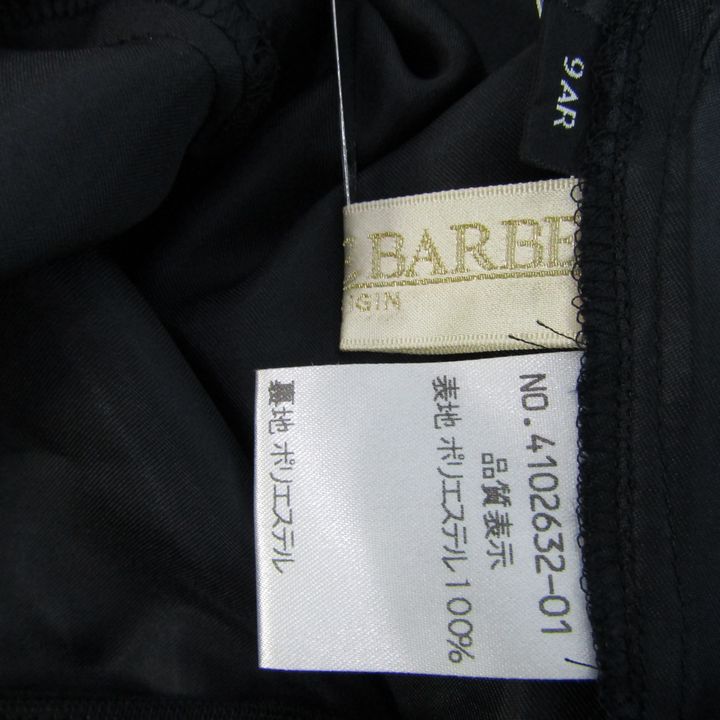 9AR
BARBE
NO.4102632-01
品質表示
表地 ポリエステル100%
裏地 ポリエステル